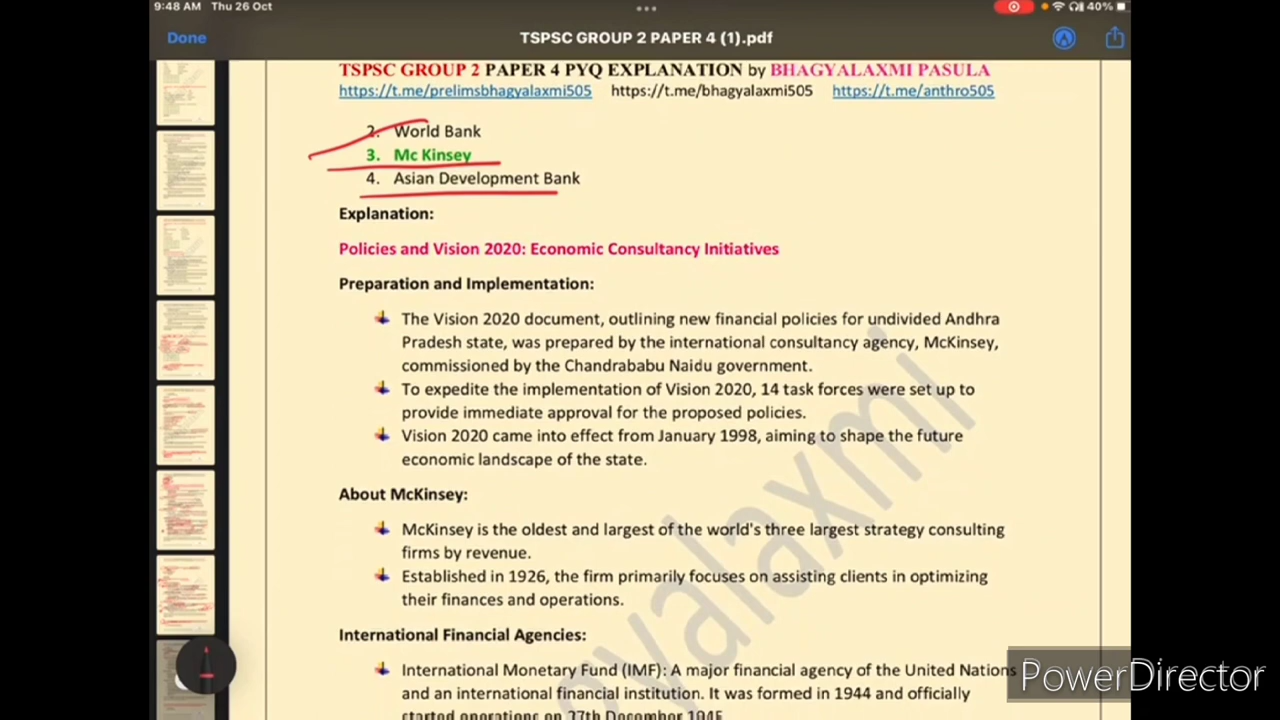 9:48 AM Thu 26 Oct
40%
Done
TSPSC GROUP 2 PAPER 4 (1).pdf
TSPSC GROUP 2 PAPER 4 PYQ EXPLANATION by BHAGYALAXMI PASULA
https://t.me/prelimsbhagyalaxmi505 https://t.me/bhagyalaxmi505 https://t.me/anthro505
2. World Bank
3. Mc Kinsey
4. Asian Development Bank
Explanation:
Policies and Vision 2020: Economic Consultancy Initiatives
Preparation and Implementation:
The Vision 2020 document, outlining new financial policies for undivided Andhra
Pradesh state, was prepared by the international consultancy agency, McKinsey,
commissioned by the Chandrababu Naidu government.
To expedite the implementation of Vision 2020, 14 task forces were set up to
provide immediate approval for the proposed policies.
Vision 2020 came into effect from January 1998, aiming to shape the future
economic landscape of the state.
About McKinsey:
McKinsey is the oldest and largest of the world's three largest strategy consulting
firms by revenue.
Established in 1926, the firm primarily focuses on assisting clients in optimizing
their finances and operations.
International Financial Agencies:
International Monetary Fund (IMF): A major financial agency of the United Nations
and an international financial institution. It was formed in 1944 and officially
started operations on 27th December 1945
PowerDirector